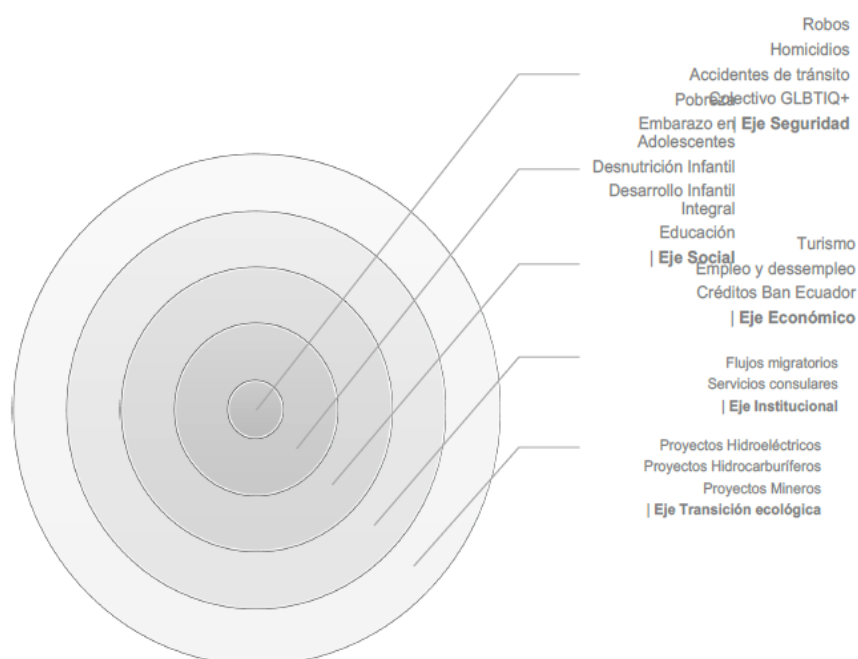 Robos
Homicidios
Accidentes de tránsito
Colectivo GLBTIQ+
| Eje Seguridad
Pobreza
Embarazo en
Adolescentes
Desnutrición Infantil
Desarrollo Infantil
Integral
Educación
| Eje Social
Turismo
Empleo y dessempleo
Créditos Ban Ecuador
| Eje Económico
Flujos migratorios
Servicios consulares
| Eje Institucional
Proyectos Hidroeléctricos
Proyectos Hidrocarburíferos
Proyectos Mineros
| Eje Transición ecológica